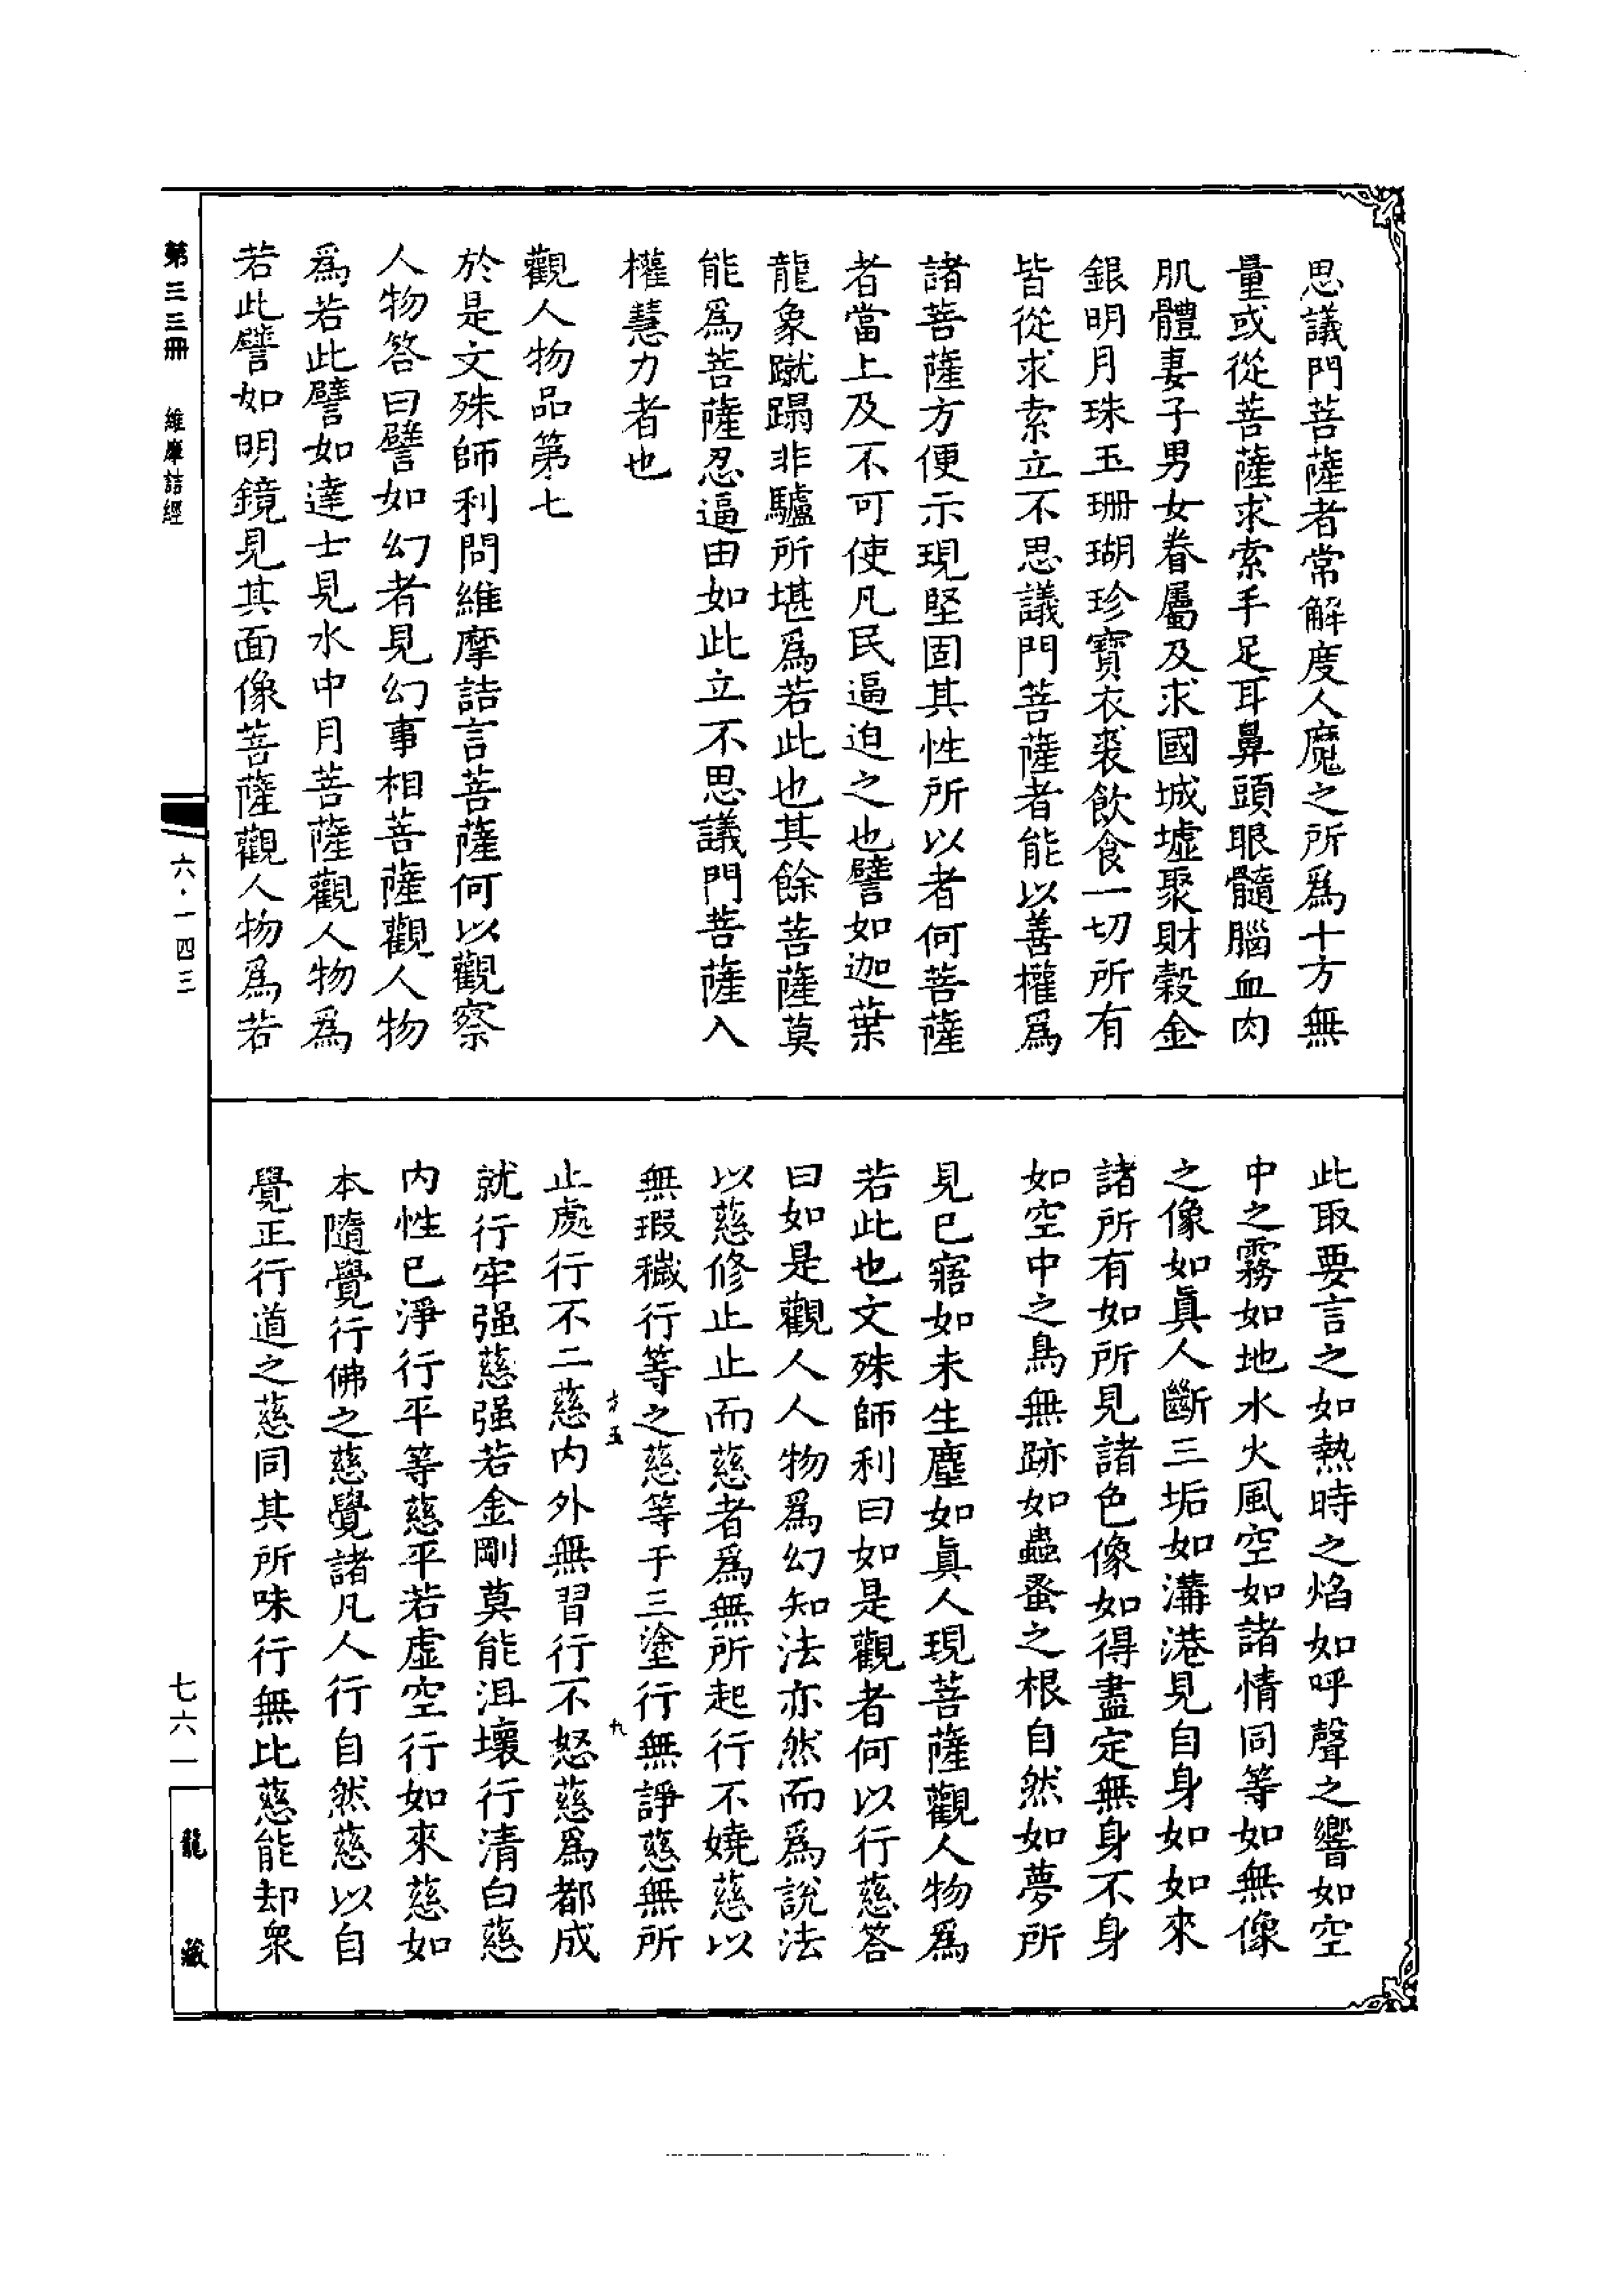 思議門菩薩者常解度人魔之所爲十方無
量或從菩薩求索手足耳鼻頭眼髓腦血肉
肌體妻子男女眷屬及求國城墟聚財穀金
銀明月珠玉珊瑚珍寶衣裘飲食一切所有
皆從求索立不思議門菩薩者能以善權爲
諸菩薩方便示現堅固其性所以者何菩薩
者當上及不可使凡民逼迫之也譬如迦葉
龍象蹴蹋非驢所堪爲若此也其餘菩薩莫
能爲菩薩忍逼由如此立不思議門菩薩入
權慧力者也
觀人物品第七
於是文殊師利問維摩詰言菩薩何以觀察
人物答曰譬如幻者見幻事相菩薩觀人物
爲若此譬如達士見水中月菩薩觀人物爲
若此譬如明鏡見其面像菩薩觀人物爲若
此取要言之如熱時之焰如呼聲之響如空
中之霧如地水火風空如諸情同等如無像
之像如眞人斷三垢如溝港見自身如如來
諸所有如所見諸色像如得盡定無身不身
如空中之鳥無跡如蟲蚤之根自然如夢所
見已寤如未生塵如眞人現菩薩觀人物爲
若此也文殊師利曰如是觀者何以行慈答
曰如是觀人人物爲幻知法亦然而爲說法
以慈修止止而慈者爲無所起行不嬈慈以
無瑕穢行等之慈等于三塗行無諍慈無所
方五
九
止處行不二慈內外無習行不怒慈爲都成
就行牢强慈强若金剛莫能沮壞行清白慈
內性已淨行平等慈平若虛空行如來慈如
本隨覺行佛之慈覺諸凡人行自然慈以自
覺正行道之慈同其所味行無比慈能却衆
第三三冊
維摩詰經
六·一四三
七六一
龍藏